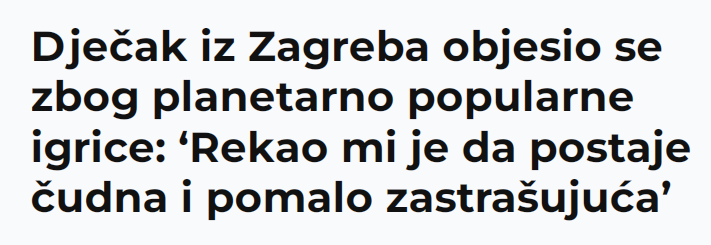 Dječak iz Zagreba objesio se
zbog planetarno popularne
igrice: ‘Rekao mi je da postaje
čudna i pomalo zastrašujuća’